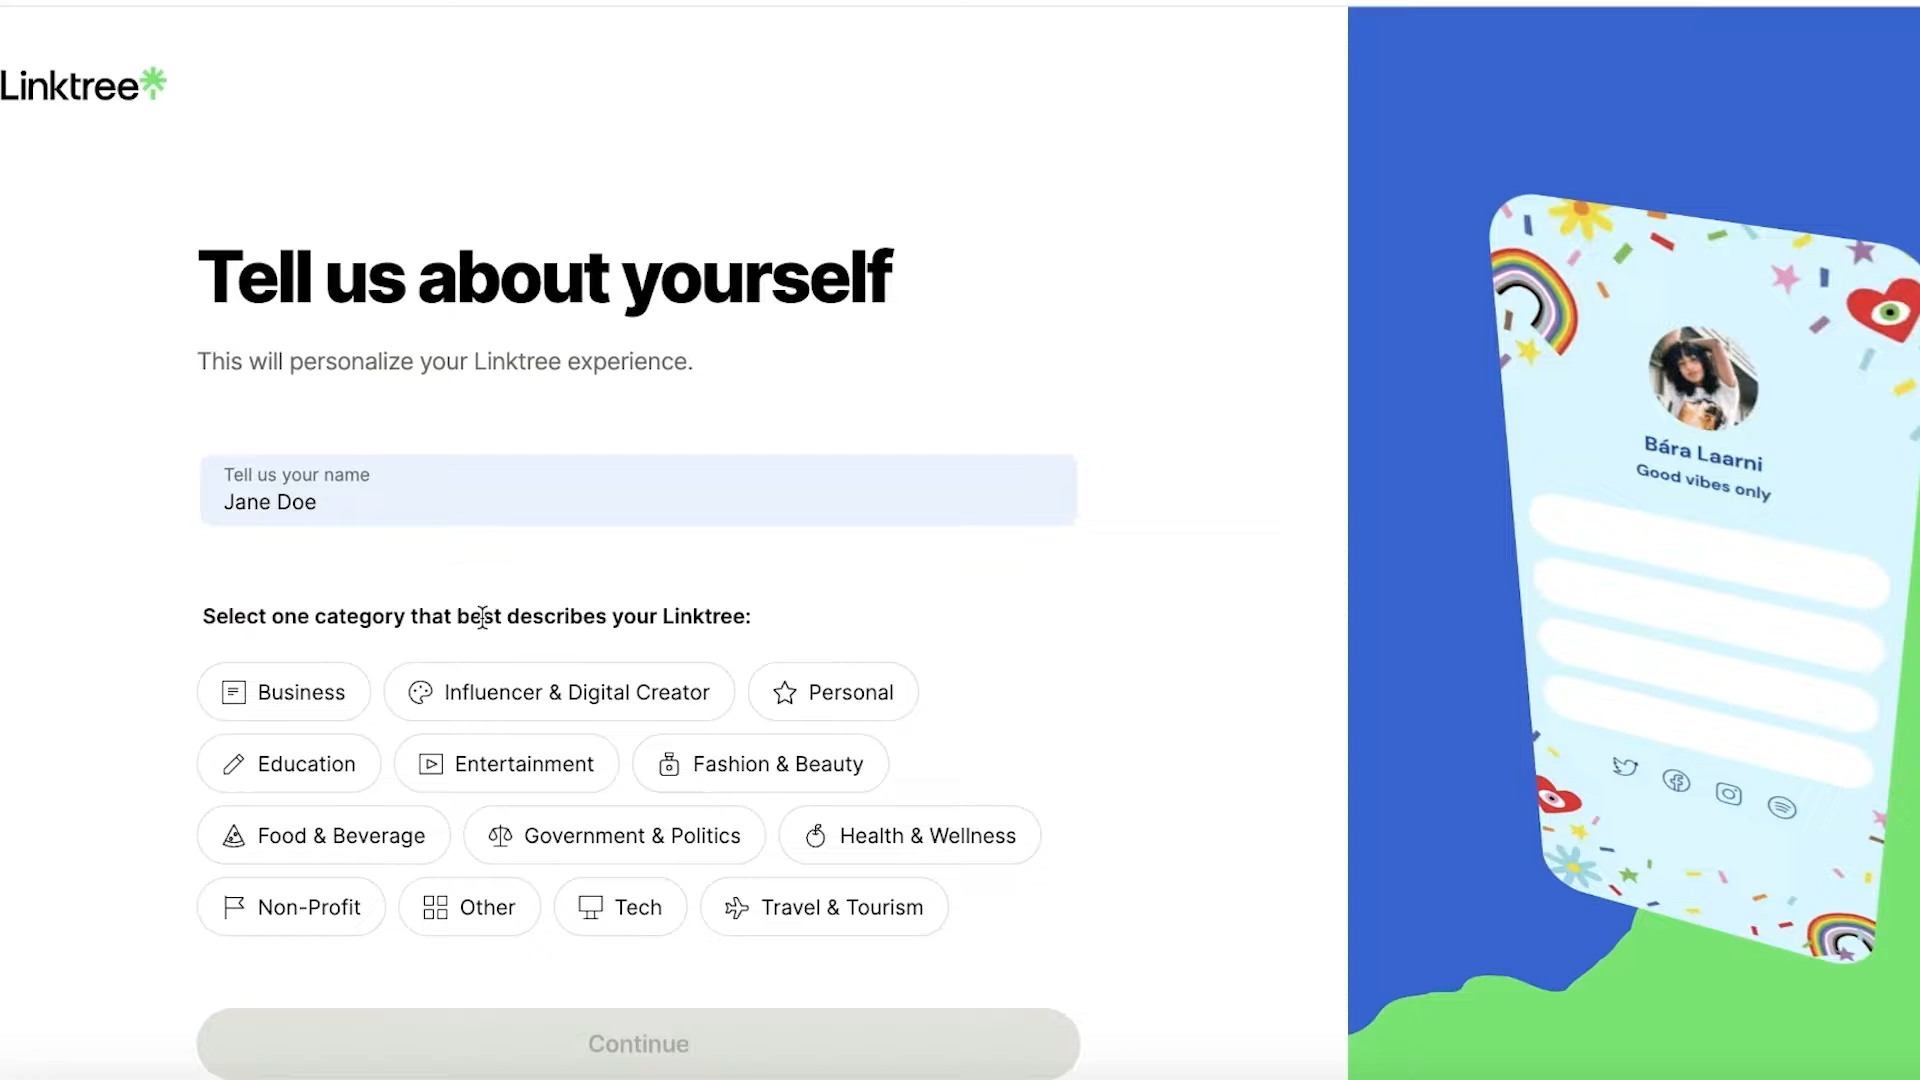 Linktree
Tell us about yourself
This will personalize your Linktree experience.
Tell us your name
Jane Doe
Select one category that best describes your Linktree:
Business
Influencer & Digital Creator
Personal
Education
Entertainment
Fashion & Beauty
Food & Beverage
Government & Politics
Health & Wellness
Non-Profit
Other
Tech
Travel & Tourism
Continue
Bára Laarni
Good vibes only